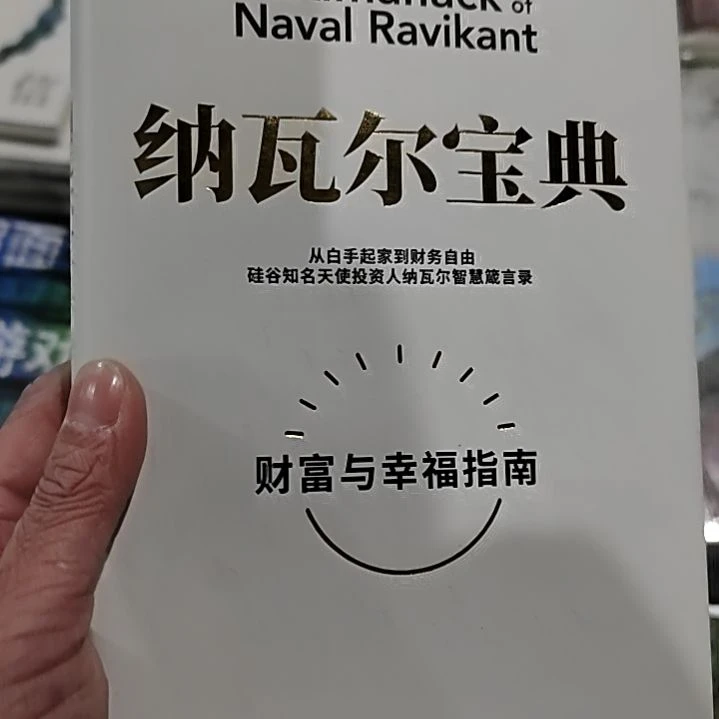 Almanack of
Naval Ravikant
纳瓦尔宝典
从白手起家到财务自由
硅谷知名天使投资人纳瓦尔智慧箴言录
财富与幸福指南